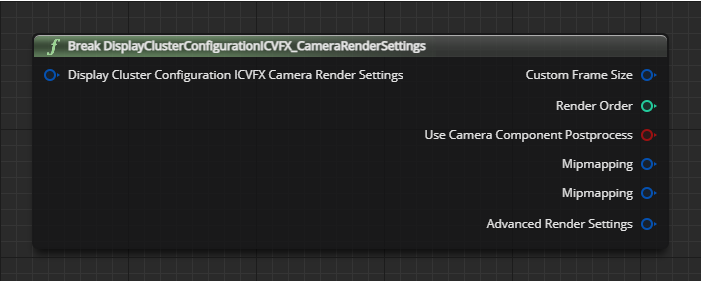 f Break DisplayClusterConfigurationICVFX_CameraRenderSettings
Display Cluster Configuration ICVFX Camera Render Settings
Custom Frame Size
Render Order
Use Camera Component Postprocess
Mipmapping
Mipmapping
Advanced Render Settings